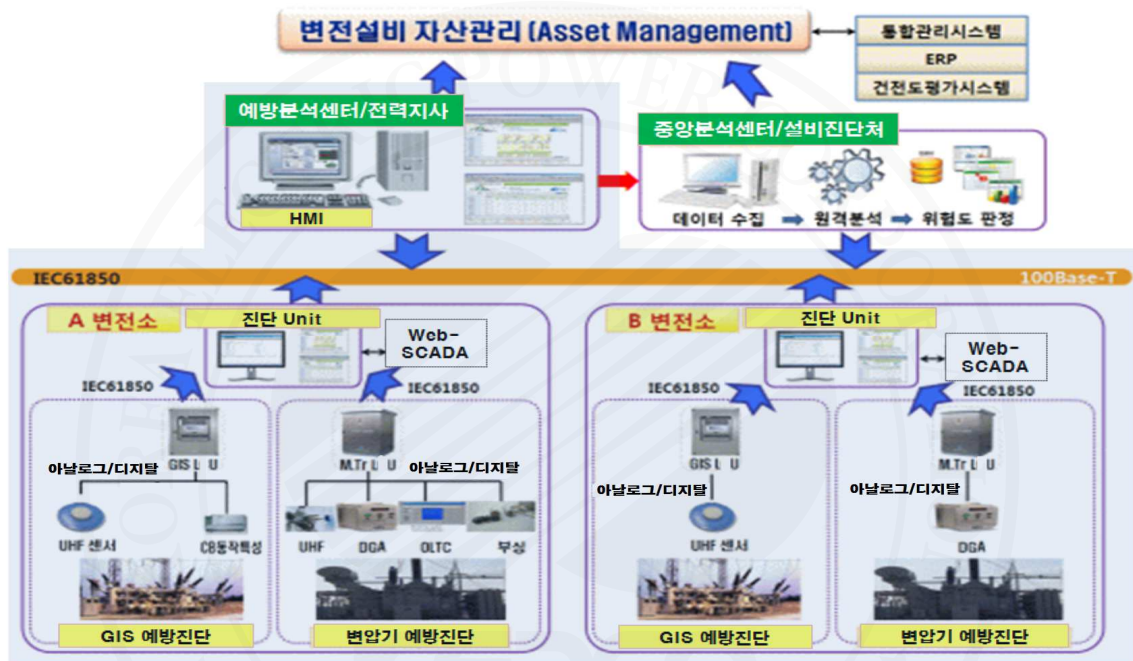 변전설비 자산관리 (Asset Management)
통합관리시스템
ERP
건전도평가시스템
예방분석센터/전력지사
HMI
중앙분석센터/설비진단처
데이터 수집
원격분석
위험도 판정
IEC61850
100Base-T
A 변전소
진단 Unit
Web-
SCADA
IEC61850
IEC61850
GIS L U
M.Tr L U
아날로그/디지탈
아날로그/디지탈
UHF 센서
CB동작특성
UHF
DGA
OLTC
부싱
GIS 예방진단
변압기 예방진단
B 변전소
진단 Unit
Web-
SCADA
IEC61850
IEC61850
GIS L U
M.Tr L U
아날로그/디지탈
아날로그/디지탈
UHF 센서
DGA
GIS 예방진단
변압기 예방진단